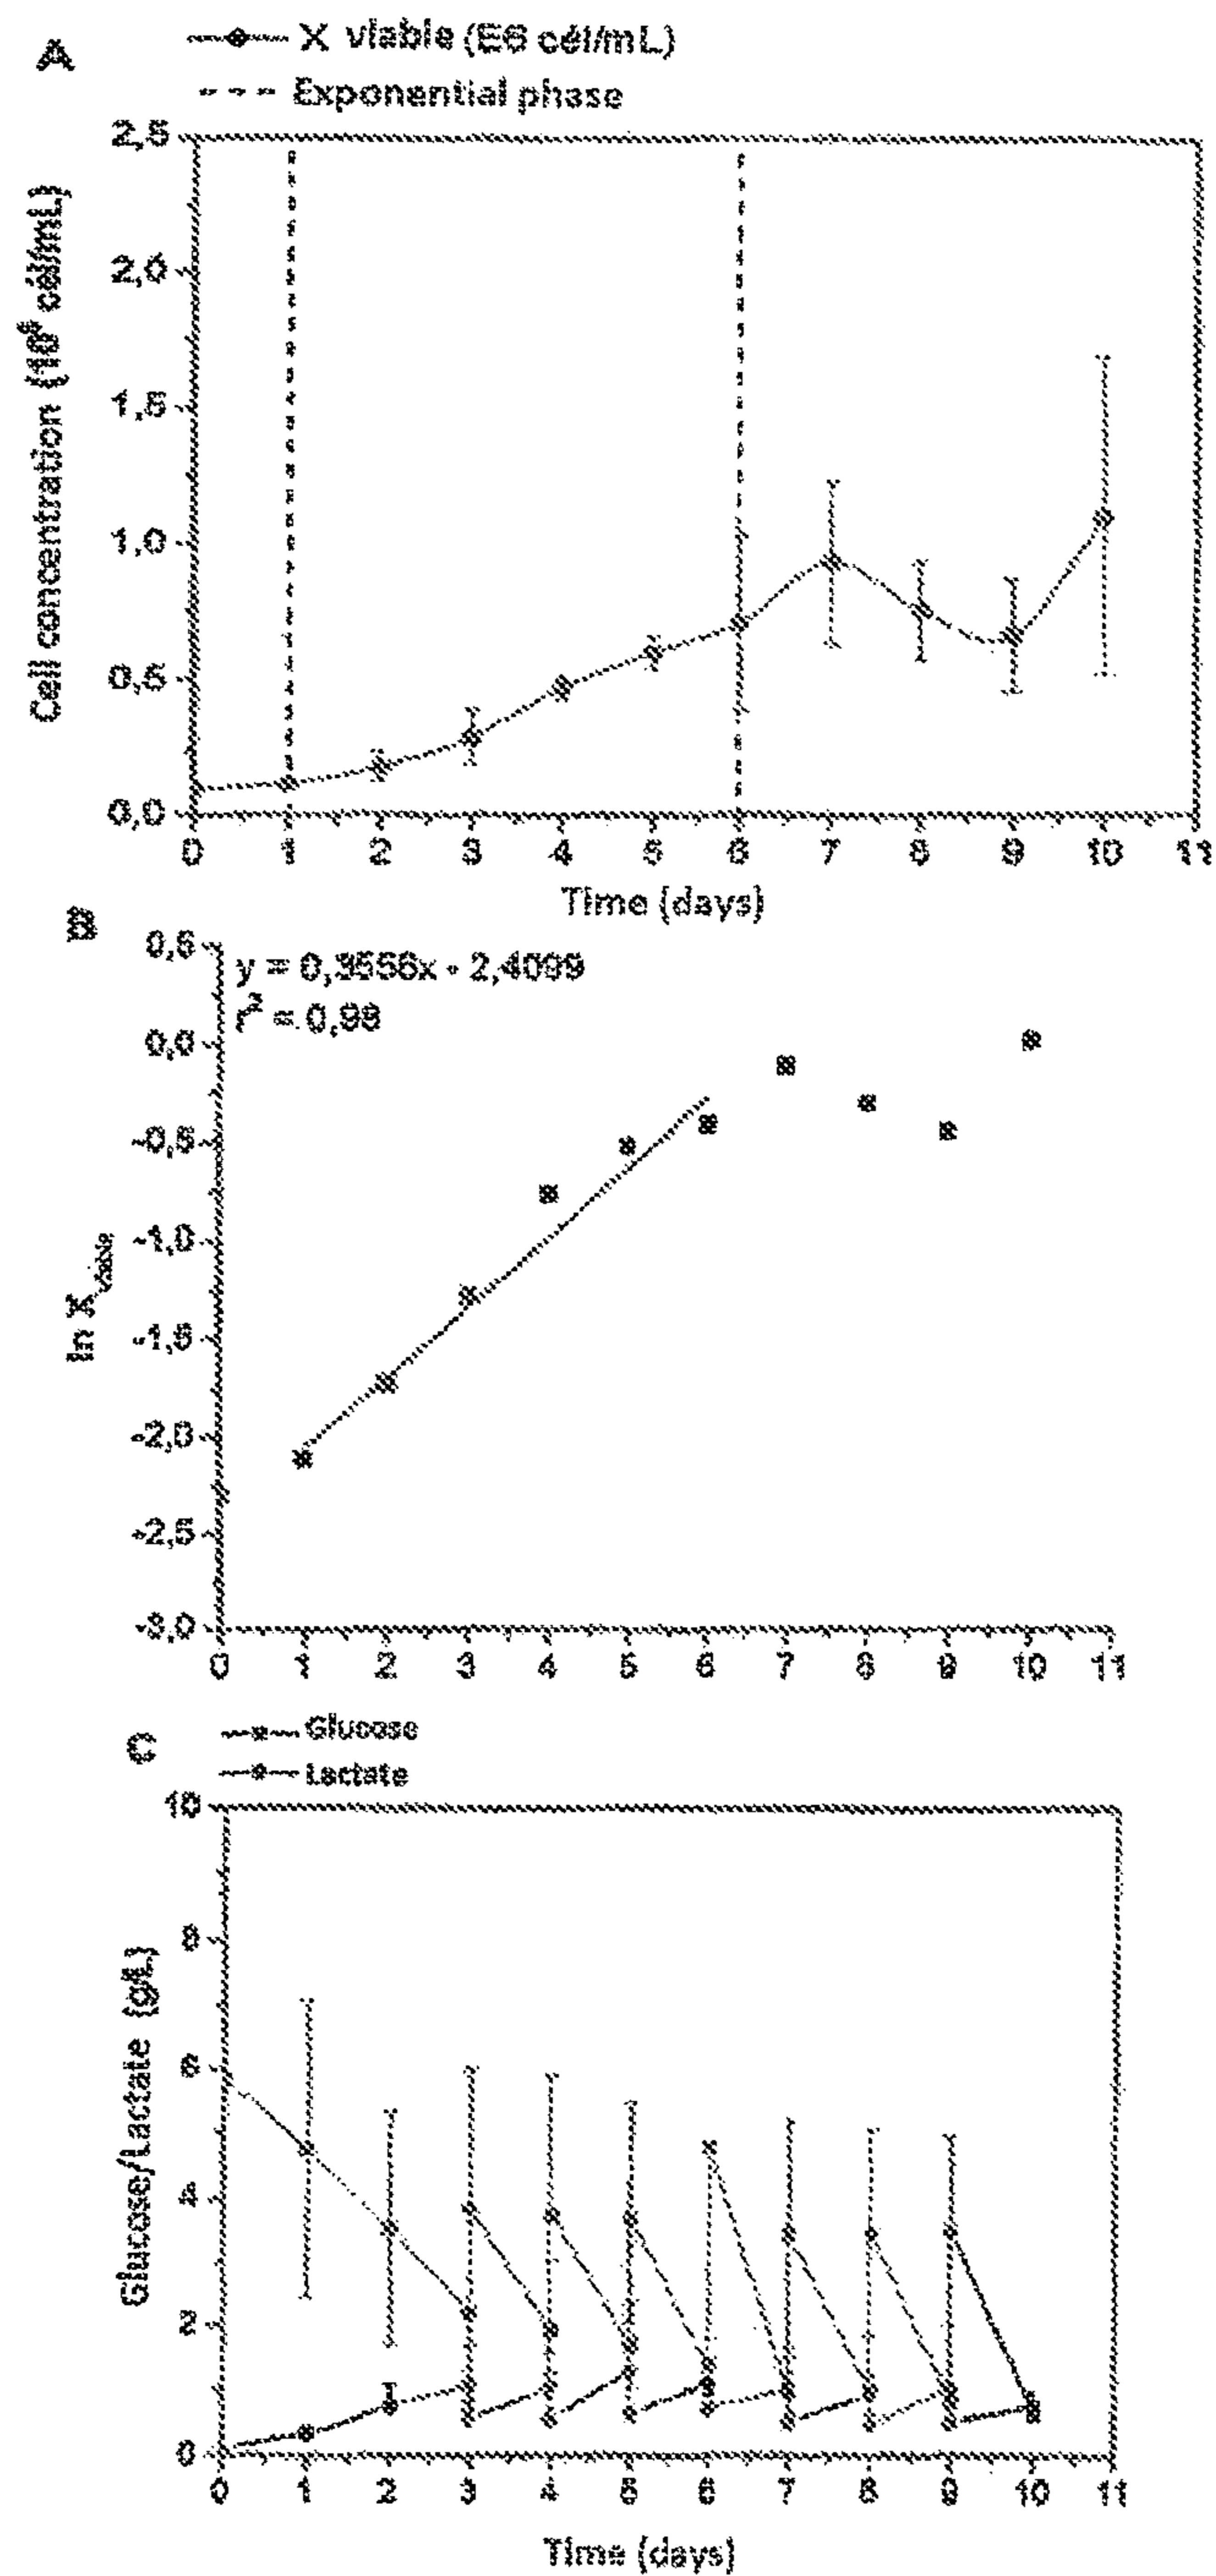 A
X viable (E6 cél/mL)
Exponential phase
2,5
2,0
1,5
1,0
0,5
0,0
Cell concentration (10⁶ cél/mL)
0 1 2 3 4 5 6 7 8 9 10 11
Time (days)
B
y = 0,3556x - 2,4099
r² = 0,98
0,5
0,0
-0,5
-1,0
-1,5
-2,0
-2,5
-3,0
ln X viable
0 1 2 3 4 5 6 7 8 9 10 11
C
Glucose
Lactate
10
8
6
4
2
0
Glucose/Lactate (g/L)
0 1 2 3 4 5 6 7 8 9 10 11
Time (days)